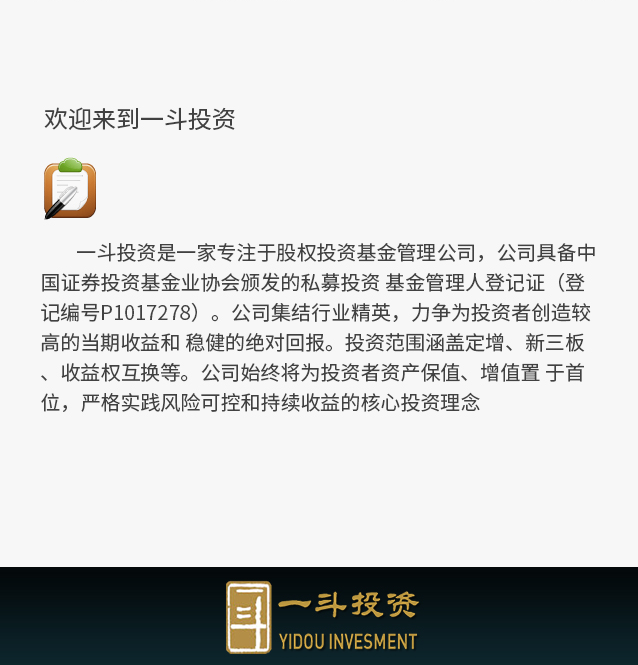 欢迎来到一斗投资
一斗投资是一家专注于股权投资基金管理公司，公司具备中
国证券投资基金业协会颁发的私募投资 基金管理人登记证（登
记编号P1017278）。公司集结行业精英，力争为投资者创造较
高的当期收益和 稳健的绝对回报。投资范围涵盖定增、新三板
、收益权互换等。公司始终将为投资者资产保值、增值置 于首
位，严格实践风险可控和持续收益的核心投资理念
一斗
一斗投资
YIDOU INVESMENT